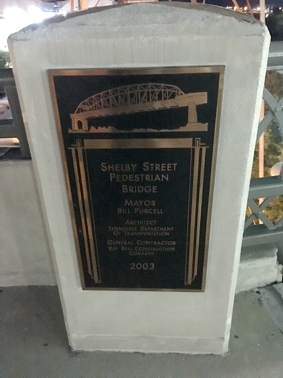 SHELBY STREET
PEDESTRIAN
BRIDGE
MAYOR
BILL PURCELL
ARCHITECT
TENNESSEE DEPARTMENT
OF TRANSPORTATION
GENERAL CONTRACTOR
RAY BELL CONSTRUCTION
COMPANY
2003